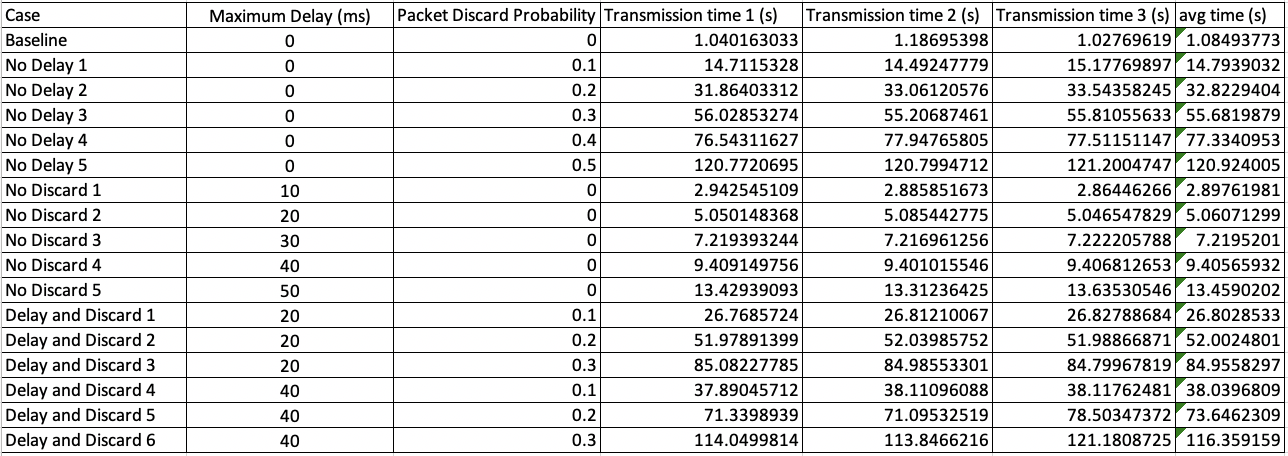 Case Maximum Delay (ms) Packet Discard Probability Transmission time 1 (s) Transmission time 2 (s) Transmission time 3 (s) avg time (s)
Baseline 0 0 1.040163033 1.18695398 1.02769619 1.08493773
No Delay 1 0 0.1 14.7115328 14.49247779 15.17769897 14.7939032
No Delay 2 0 0.2 31.86403312 33.06120576 33.54358245 32.8229404
No Delay 3 0 0.3 56.02853274 55.20687461 55.81055633 55.6819879
No Delay 4 0 0.4 76.54311627 77.94765805 77.51151147 77.3340953
No Delay 5 0 0.5 120.7720695 120.7994712 121.2004747 120.924005
No Discard 1 10 0 2.942545109 2.885851673 2.86446266 2.89761981
No Discard 2 20 0 5.050148368 5.085442775 5.046547829 5.06071299
No Discard 3 30 0 7.219393244 7.216961256 7.222205788 7.2195201
No Discard 4 40 0 9.409149756 9.401015546 9.406812653 9.40565932
No Discard 5 50 0 13.42939093 13.31236425 13.63530546 13.4590202
Delay and Discard 1 20 0.1 26.7685724 26.81210067 26.82788684 26.8028533
Delay and Discard 2 20 0.2 51.97891399 52.03985752 51.98866871 52.0024801
Delay and Discard 3 20 0.3 85.08227785 84.98553301 84.79967819 84.9558297
Delay and Discard 4 40 0.1 37.89045712 38.11096088 38.11762481 38.0396809
Delay and Discard 5 40 0.2 71.3398939 71.09532519 78.50347372 73.6462309
Delay and Discard 6 40 0.3 114.0499814 113.8466216 121.1808725 116.359159